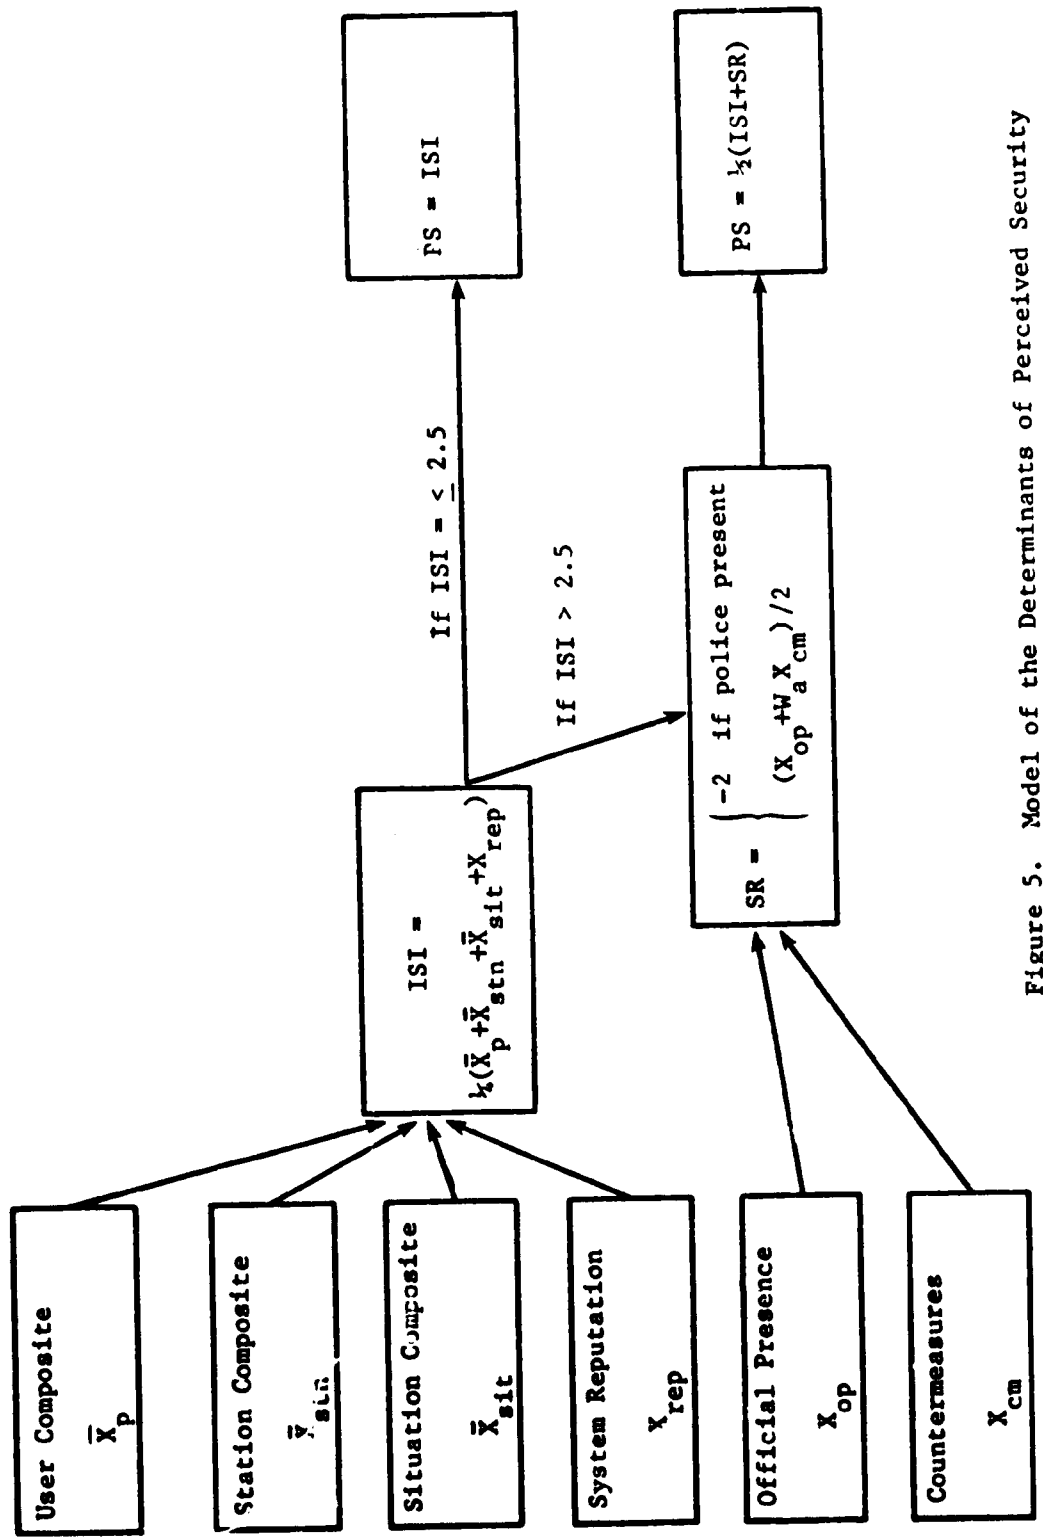 User Composite
X̄p
Station Composite
X̄stn
Situation Composite
X̄sit
System Reputation
Xrep
Official Presence
Xop
Countermeasures
Xcm
ISI =
¼(X̄p+X̄stn+X̄sit+Xrep)
If ISI = ≤ 2.5
If ISI > 2.5
SR = { -2 if police present
(Xop+WaXcm)/2
PS = ISI
PS = ½(ISI+SR)
Figure 5. Model of the Determinants of Perceived Security